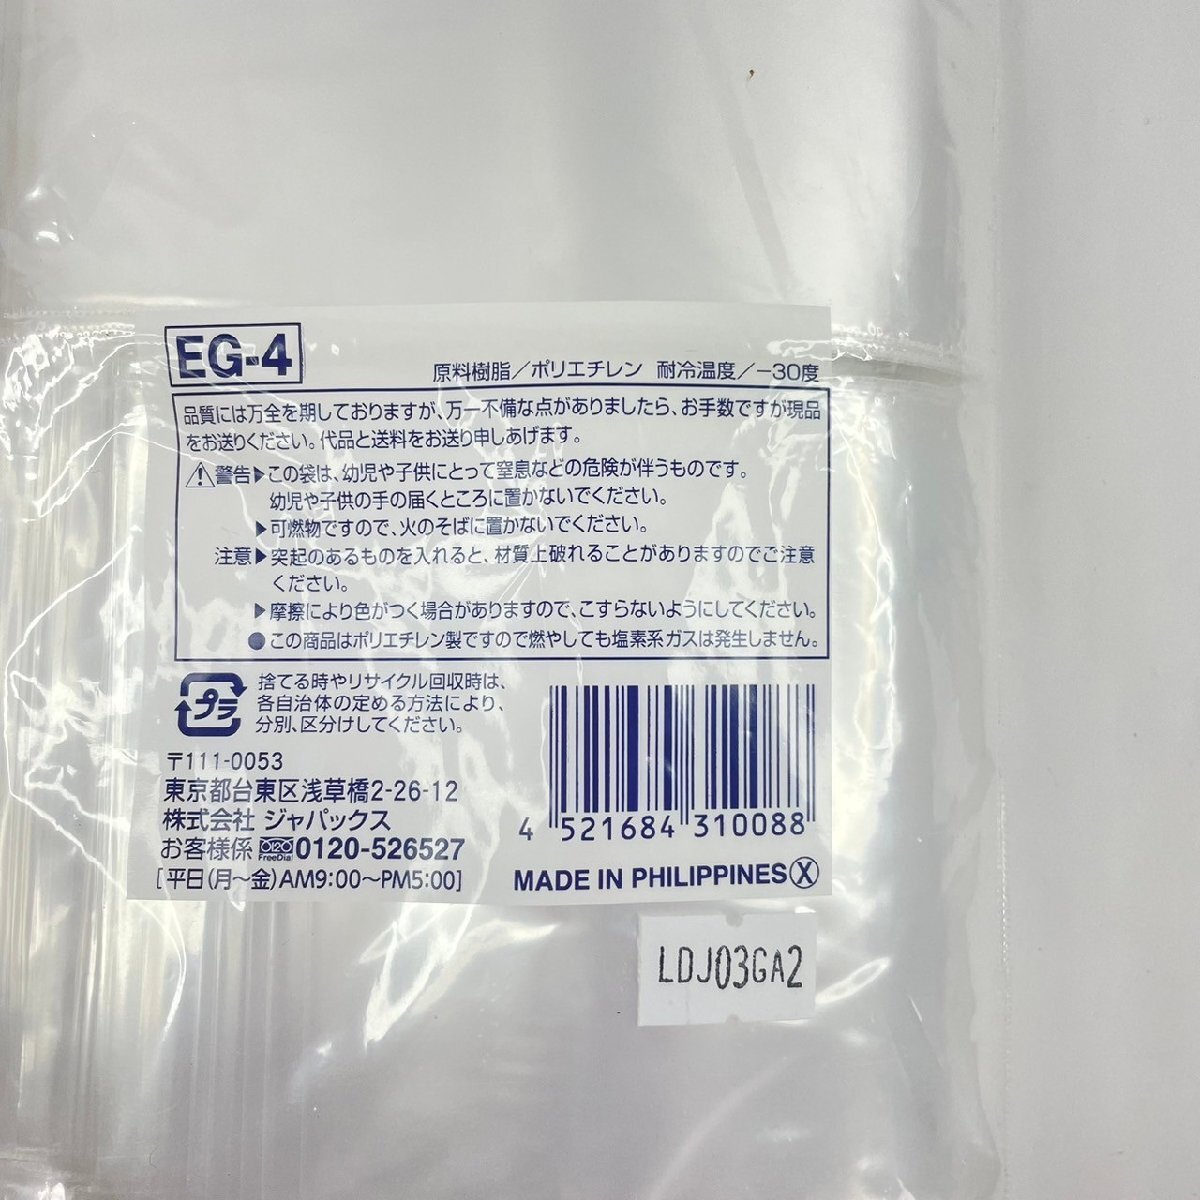 EG-4
原料樹脂／ポリエチレン 耐冷温度／−30度
品質には万全を期しておりますが、万一不備な点がありましたら、お手数ですが現品
をお送りください。代品と送料をお送り申しあげます。
警告▶この袋は、幼児や子供にとって窒息などの危険が伴うものです。
幼児や子供の手の届くところに置かないでください。
▶可燃物ですので、火のそばに置かないでください。
注意▶突起のあるものを入れると、材質上破れることがありますのでご注意
ください。
▶摩擦により色がつく場合がありますので、こすらないようにしてください。
●この商品はポリエチレン製ですので燃やしても塩素系ガスは発生しません。
プラ
捨てる時やリサイクル回収時は、
各自治体の定める方法により、
分別、区分けしてください。
〒111-0053
東京都台東区浅草橋2-26-12
株式会社 ジャパックス
お客様係 FreeDial 0120-526527
[平日(月〜金)AM9:00〜PM5:00]
4 521684 310088
MADE IN PHILIPPINES Ⓧ
LDJ03GA2